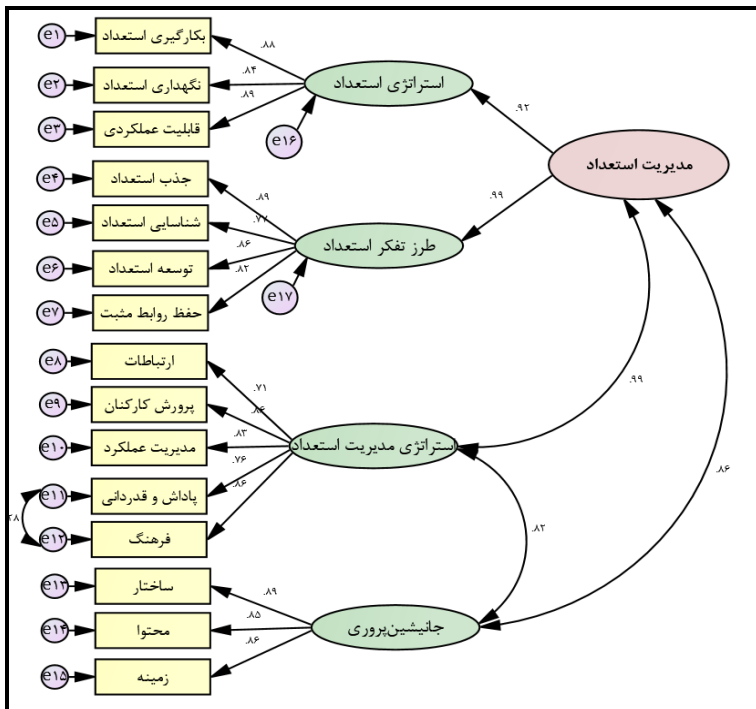 e۱
بکارگیری استعداد
.۸۸
e۲
نگهداری استعداد
.۸۴
استراتژی استعداد
e۳
قابلیت عملکردی
.۸۹
e۱۶
.۹۲
مدیریت استعداد
e۴
جذب استعداد
.۸۹
.۹۹
e۵
شناسایی استعداد
.۷۷
طرز تفکر استعداد
e۶
توسعه استعداد
.۸۶
.۸۲
e۱۷
e۷
حفظ روابط مثبت
e۸
ارتباطات
.۷۱
.۹۹
e۹
پرورش کارکنان
.۸۶
e۱۰
مدیریت عملکرد
.۸۳
استراتژی مدیریت استعداد
.۷۶
.۸۶
.۸۶
e۱۱
پاداش و قدردانی
۲۸
e۱۲
فرهنگ
.۸۲
e۱۳
ساختار
.۸۹
e۱۴
محتوا
.۸۵
جانیشین‌پروری
.۸۶
e۱۵
زمینه